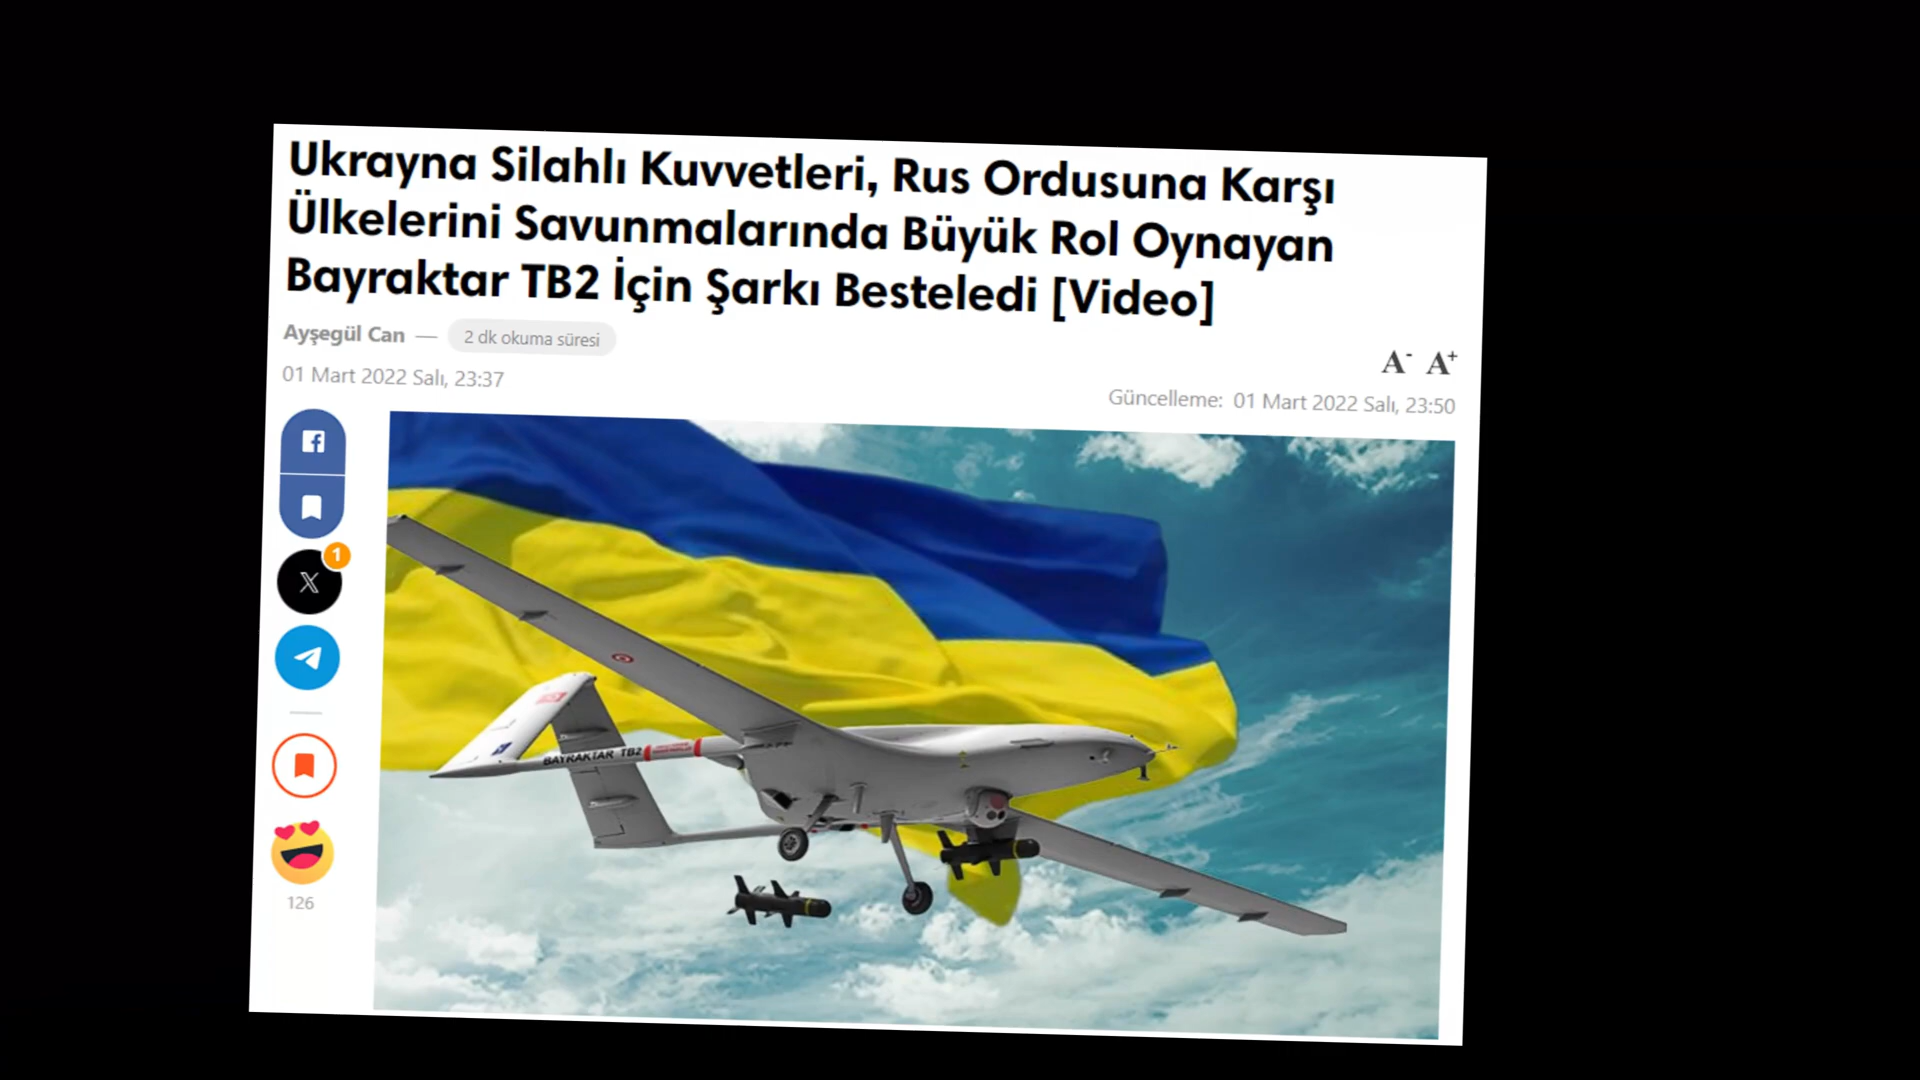 Ukrayna Silahlı Kuvvetleri, Rus Ordusuna Karşı
Ülkelerini Savunmalarında Büyük Rol Oynayan
Bayraktar TB2 İçin Şarkı Besteledi [Video]
Ayşegül Can — 2 dk okuma süresi
A- A+
01 Mart 2022 Salı, 23:37
Güncelleme: 01 Mart 2022 Salı, 23:50
1
BAYRAKTAR TB2
126